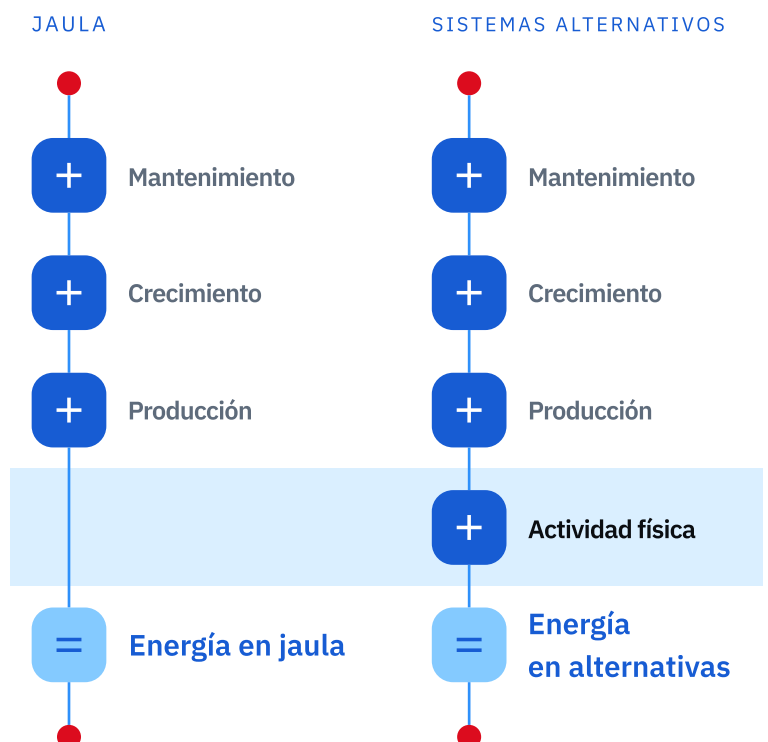 JAULA
+ Mantenimiento
+ Crecimiento
+ Producción
= Energía en jaula
SISTEMAS ALTERNATIVOS
+ Mantenimiento
+ Crecimiento
+ Producción
+ Actividad física
= Energía
en alternativas